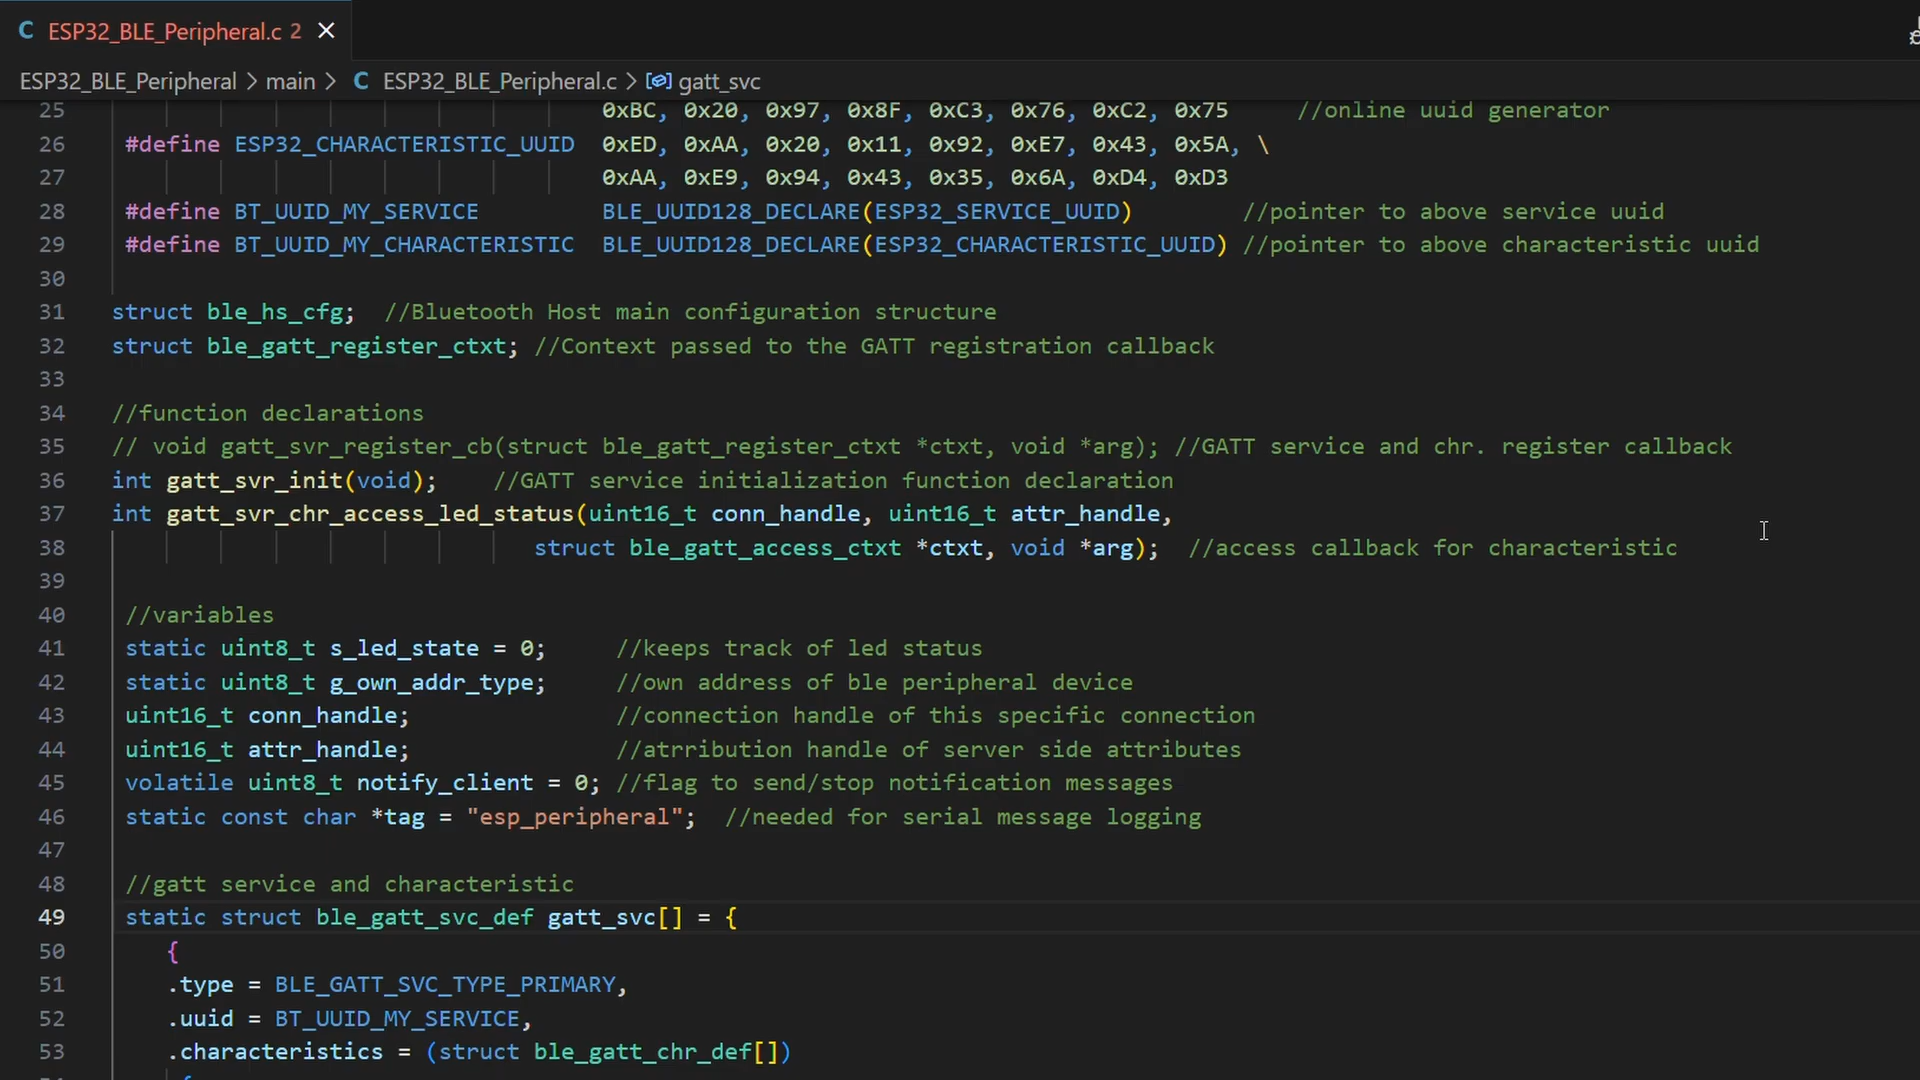 C ESP32_BLE_Peripheral.c 2 ×
ESP32_BLE_Peripheral > main > C ESP32_BLE_Peripheral.c > gatt_svc
25 0xBC, 0x20, 0x97, 0x8F, 0xC3, 0x76, 0xC2, 0x75 //online uuid generator
26 #define ESP32_CHARACTERISTIC_UUID 0xED, 0xAA, 0x20, 0x11, 0x92, 0xE7, 0x43, 0x5A, \
27 0xAA, 0xE9, 0x94, 0x43, 0x35, 0x6A, 0xD4, 0xD3
28 #define BT_UUID_MY_SERVICE BLE_UUID128_DECLARE(ESP32_SERVICE_UUID) //pointer to above service uuid
29 #define BT_UUID_MY_CHARACTERISTIC BLE_UUID128_DECLARE(ESP32_CHARACTERISTIC_UUID) //pointer to above characteristic uuid
30
31 struct ble_hs_cfg; //Bluetooth Host main configuration structure
32 struct ble_gatt_register_ctxt; //Context passed to the GATT registration callback
33
34 //function declarations
35 // void gatt_svr_register_cb(struct ble_gatt_register_ctxt *ctxt, void *arg); //GATT service and chr. register callback
36 int gatt_svr_init(void); //GATT service initialization function declaration
37 int gatt_svr_chr_access_led_status(uint16_t conn_handle, uint16_t attr_handle,
38 struct ble_gatt_access_ctxt *ctxt, void *arg); //access callback for characteristic
39
40 //variables
41 static uint8_t s_led_state = 0; //keeps track of led status
42 static uint8_t g_own_addr_type; //own address of ble peripheral device
43 uint16_t conn_handle; //connection handle of this specific connection
44 uint16_t attr_handle; //atrribution handle of server side attributes
45 volatile uint8_t notify_client = 0; //flag to send/stop notification messages
46 static const char *tag = "esp_peripheral"; //needed for serial message logging
47
48 //gatt service and characteristic
49 static struct ble_gatt_svc_def gatt_svc[] = {
50 {
51 .type = BLE_GATT_SVC_TYPE_PRIMARY,
52 .uuid = BT_UUID_MY_SERVICE,
53 .characteristics = (struct ble_gatt_chr_def[])